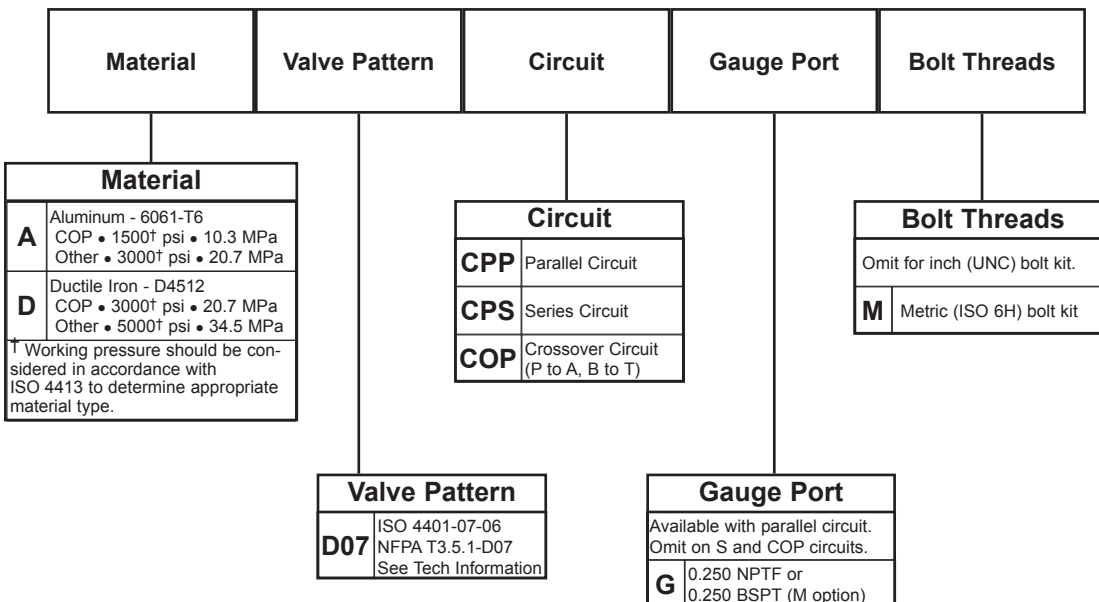 Material
Valve Pattern
Circuit
Gauge Port
Bolt Threads
Material
A
Aluminum - 6061-T6
COP • 1500† psi • 10.3 MPa
Other • 3000† psi • 20.7 MPa
D
Ductile Iron - D4512
COP • 3000† psi • 20.7 MPa
Other • 5000† psi • 34.5 MPa
† Working pressure should be con-
sidered in accordance with
ISO 4413 to determine appropriate
material type.
Circuit
CPP Parallel Circuit
CPS Series Circuit
COP Crossover Circuit
(P to A, B to T)
Bolt Threads
Omit for inch (UNC) bolt kit.
M Metric (ISO 6H) bolt kit
Valve Pattern
D07
ISO 4401-07-06
NFPA T3.5.1-D07
See Tech Information
Gauge Port
Available with parallel circuit.
Omit on S and COP circuits.
G
0.250 NPTF or
0.250 BSPT (M option)